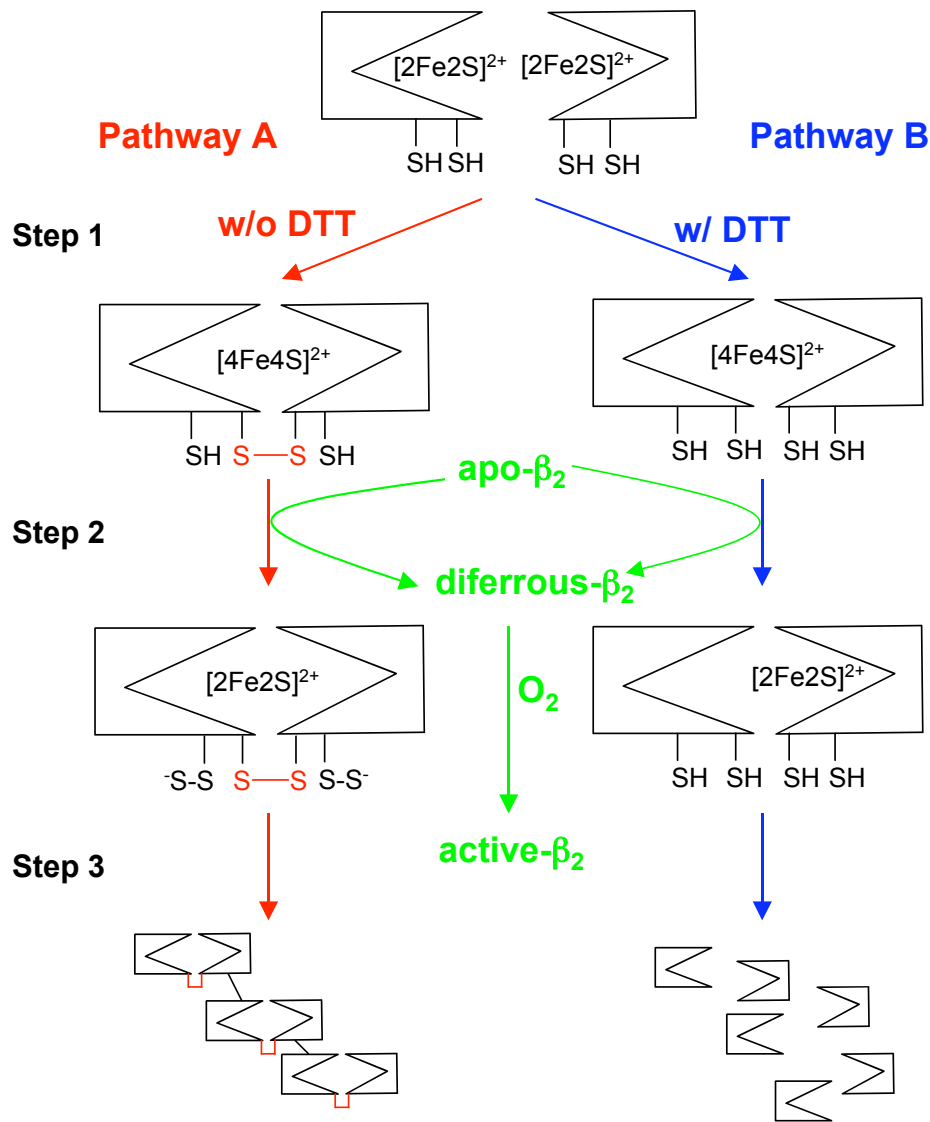 [2Fe2S]²⁺ [2Fe2S]²⁺
Pathway A
Pathway B
SH SH SH SH
Step 1
w/o DTT
w/ DTT
[4Fe4S]²⁺
[4Fe4S]²⁺
SH S S SH
SH SH SH SH
apo-β₂
Step 2
diferrous-β₂
[2Fe2S]²⁺
[2Fe2S]²⁺
O₂
⁻S-S S S S-S⁻
SH SH SH SH
Step 3
active-β₂